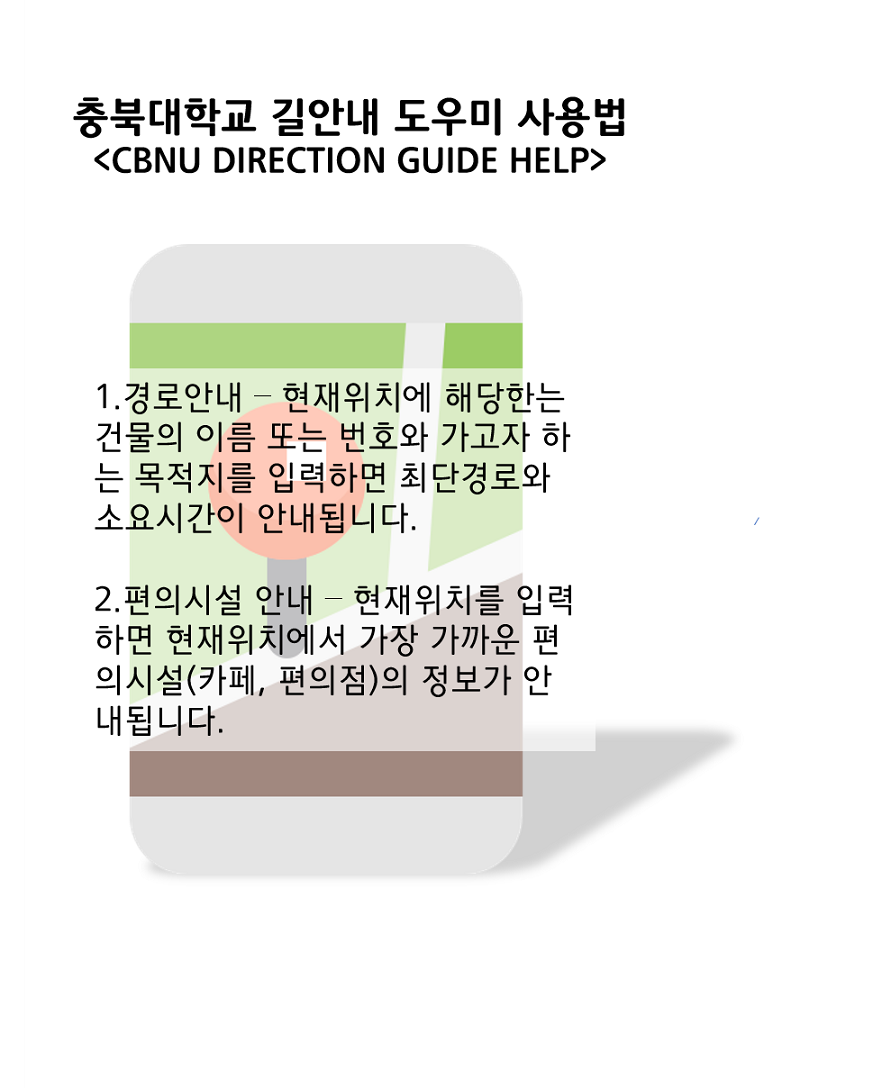 충북대학교 길안내 도우미 사용법
<CBNU DIRECTION GUIDE HELP>
1.경로안내 – 현재위치에 해당한는
건물의 이름 또는 번호와 가고자 하
는 목적지를 입력하면 최단경로와
소요시간이 안내됩니다.
2.편의시설 안내 – 현재위치를 입력
하면 현재위치에서 가장 가까운 편
의시설(카페, 편의점)의 정보가 안
내됩니다.